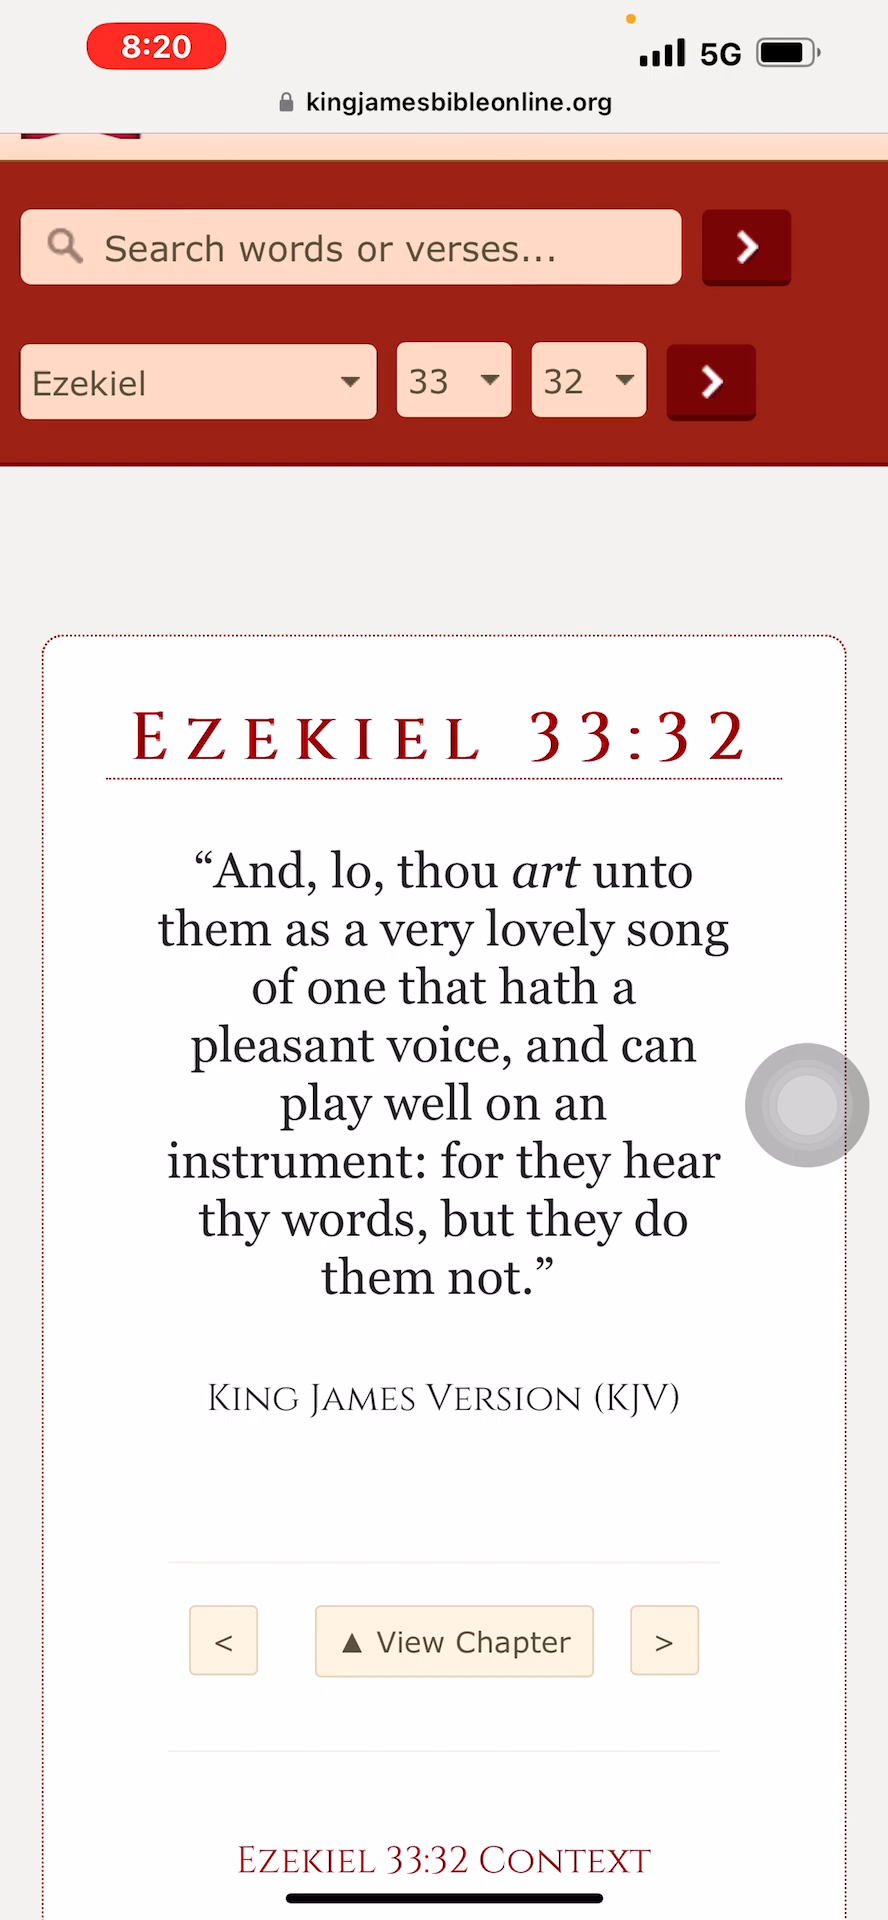 8:20
5G
kingjamesbibleonline.org
Search words or verses...
Ezekiel
33
32
EZEKIEL 33:32
“And, lo, thou art unto
them as a very lovely song
of one that hath a
pleasant voice, and can
play well on an
instrument: for they hear
thy words, but they do
them not.”
KING JAMES VERSION (KJV)
<
▲ View Chapter
>
EZEKIEL 33:32 CONTEXT